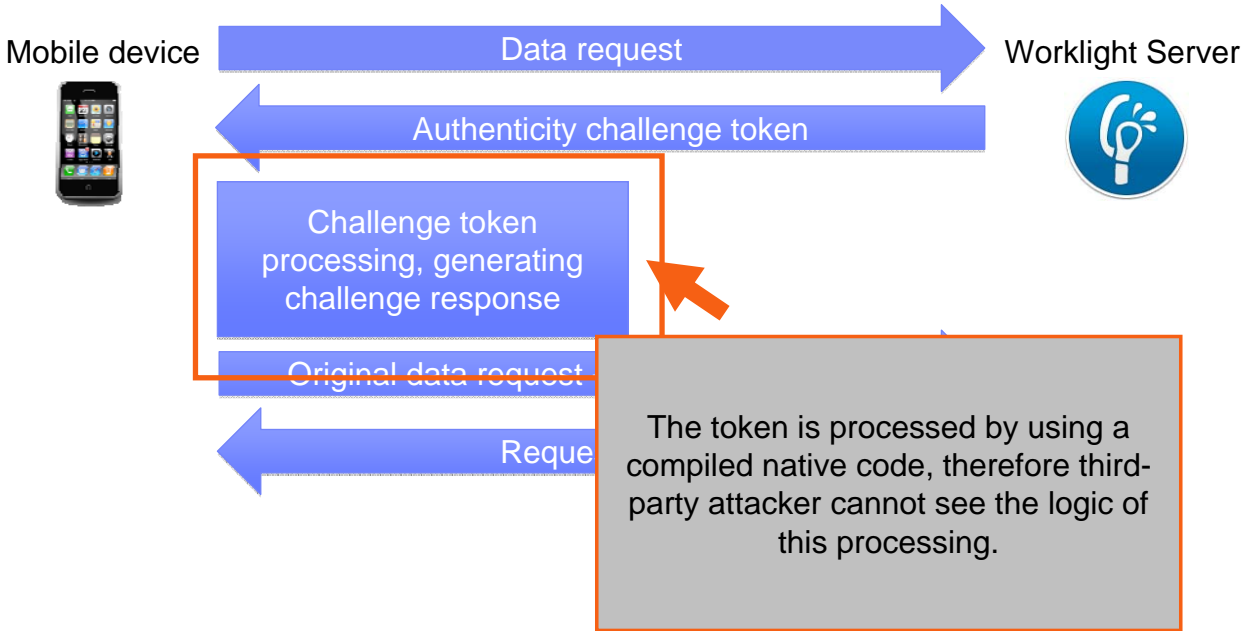 Mobile device
Data request
Worklight Server
Authenticity challenge token
Challenge token
processing, generating
challenge response
Original data request
The token is processed by using a
compiled native code, therefore third-
party attacker cannot see the logic of
this processing.